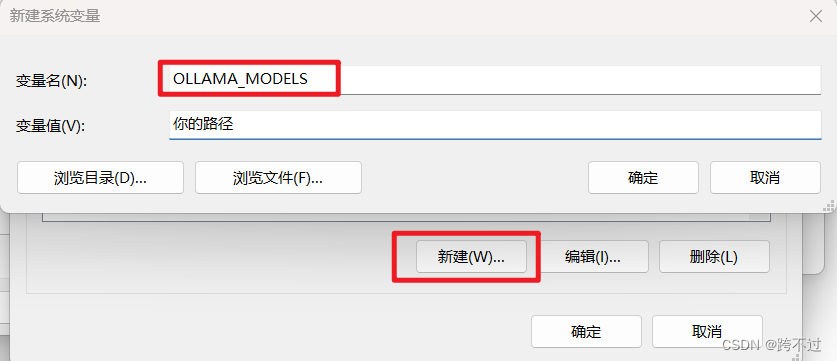 新建系统变量
变量名(N):
OLLAMA_MODELS
变量值(V):
你的路径
浏览目录(D)...
浏览文件(F)...
确定
取消
新建(W)...
编辑(I)...
删除(L)
确定
取消
CSDN @跨不过